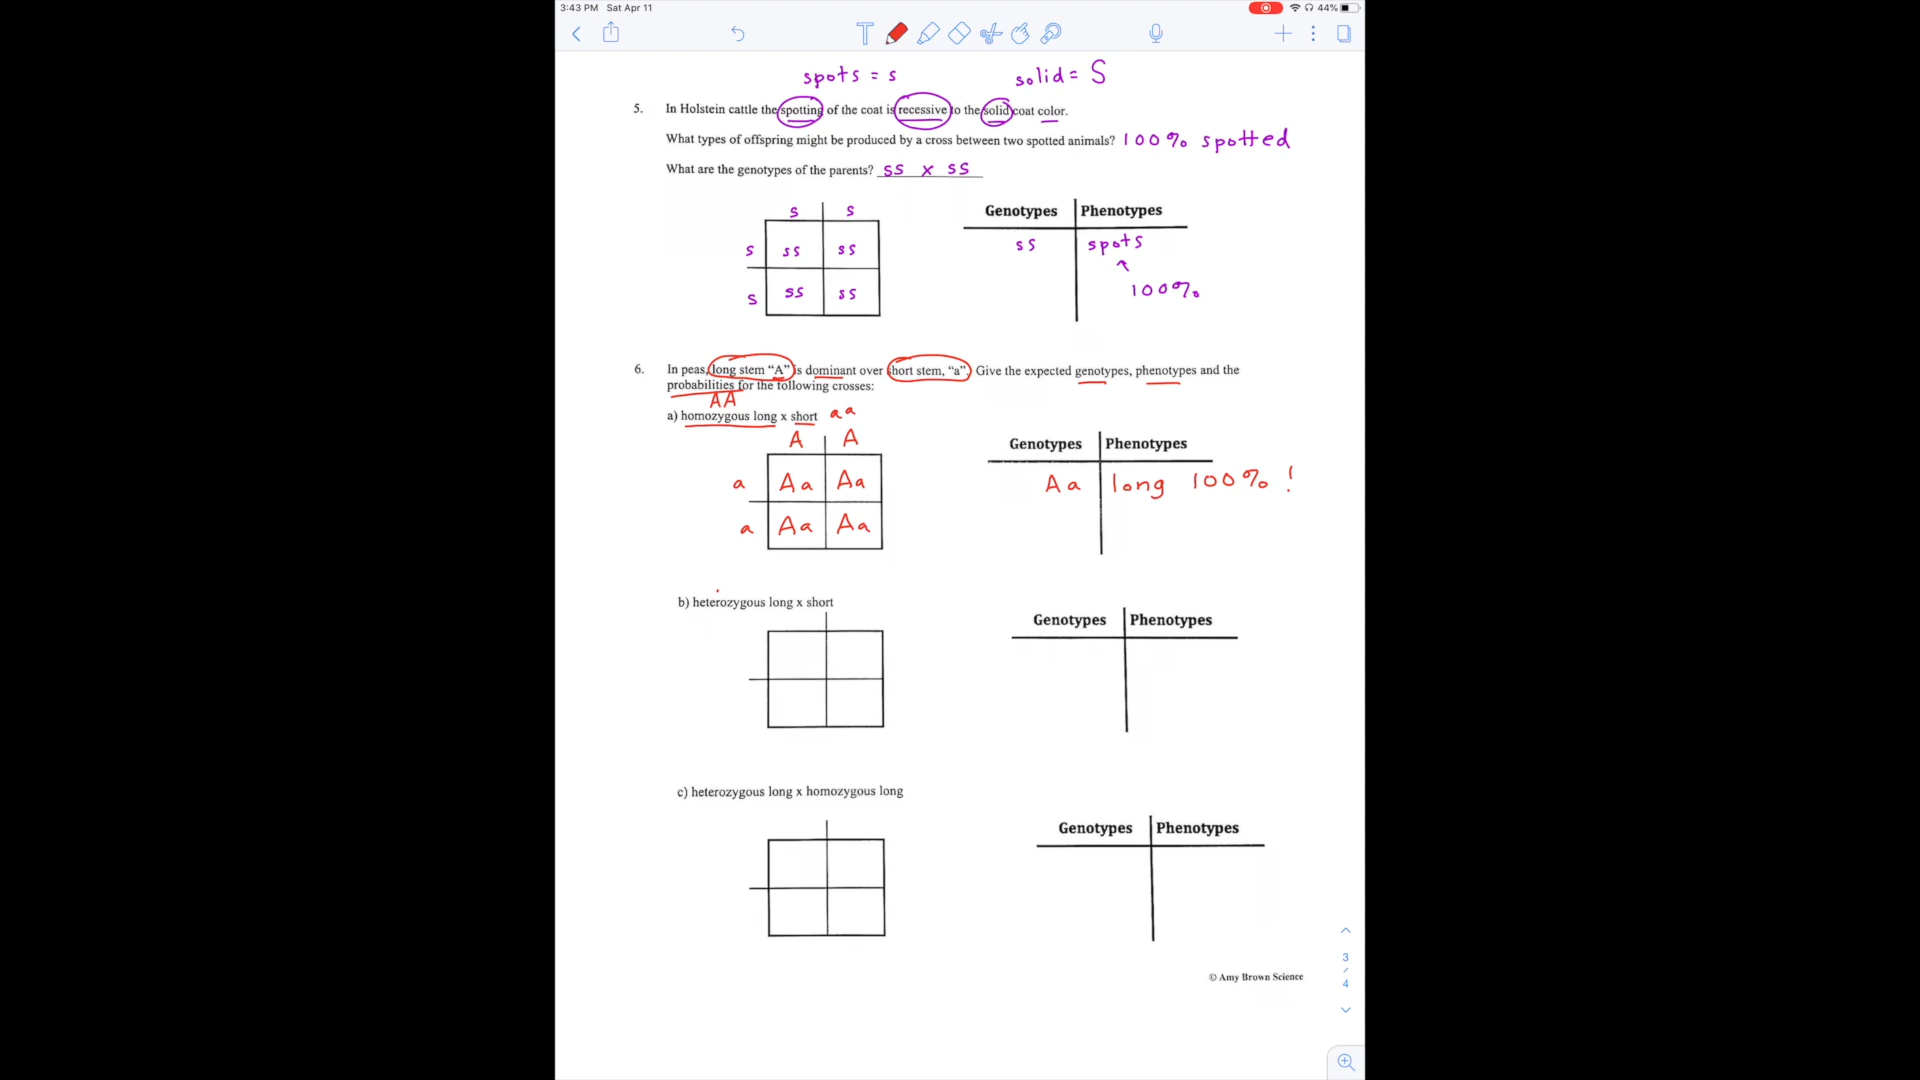 3:43 PM Sat Apr 11
44%
spots = s solid = S
5. In Holstein cattle the spotting of the coat is recessive to the solid coat color.
What types of offspring might be produced by a cross between two spotted animals? 100% spotted
What are the genotypes of the parents? ss x ss
s s
Genotypes Phenotypes
s ss ss
ss spots
100%
s ss ss
6. In peas, long stem "A" is dominant over short stem, "a". Give the expected genotypes, phenotypes and the
probabilities for the following crosses:
AA
a) homozygous long x short aa
A A
Genotypes Phenotypes
a Aa Aa
Aa long 100% !
a Aa Aa
b) heterozygous long x short
Genotypes Phenotypes
c) heterozygous long x homozygous long
Genotypes Phenotypes
3
/
4
© Amy Brown Science